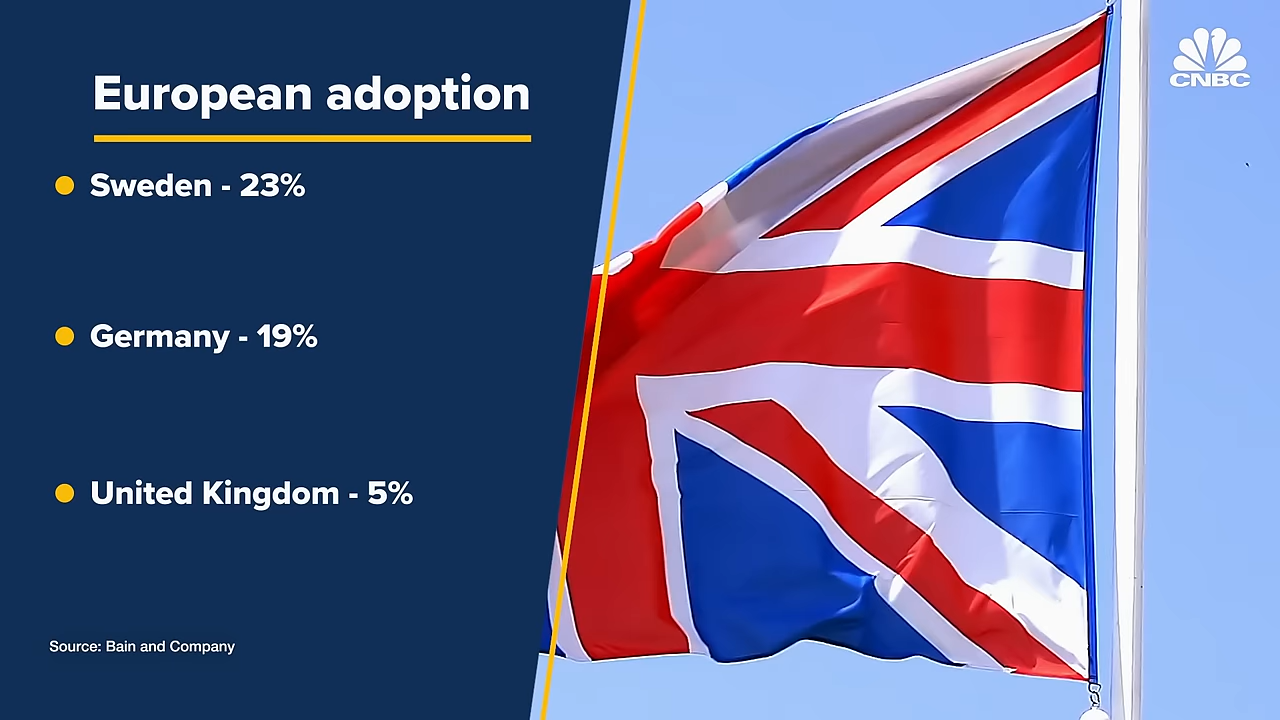 European adoption
Sweden - 23%
Germany - 19%
United Kingdom - 5%
Source: Bain and Company
CNBC